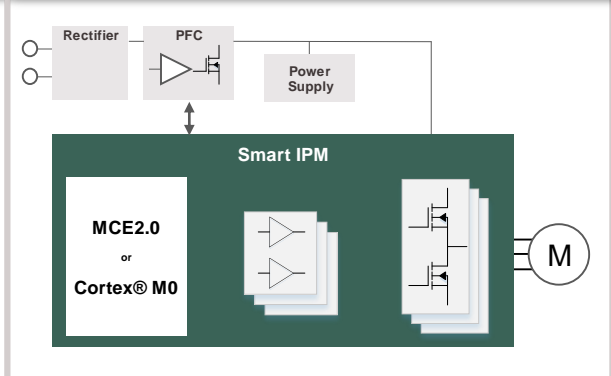 Rectifier
PFC
Power
Supply
Smart IPM
MCE2.0
or
Cortex® M0
M